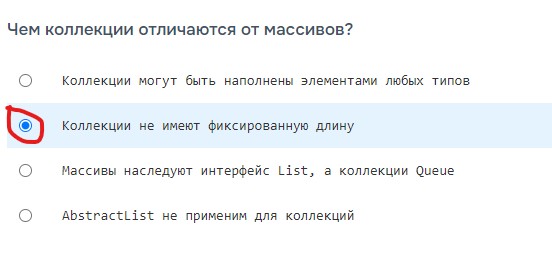 Чем коллекции отличаются от массивов?
Коллекции могут быть наполнены элементами любых типов
Коллекции не имеют фиксированную длину
Массивы наследуют интерфейс List, а коллекции Queue
AbstractList не применим для коллекций